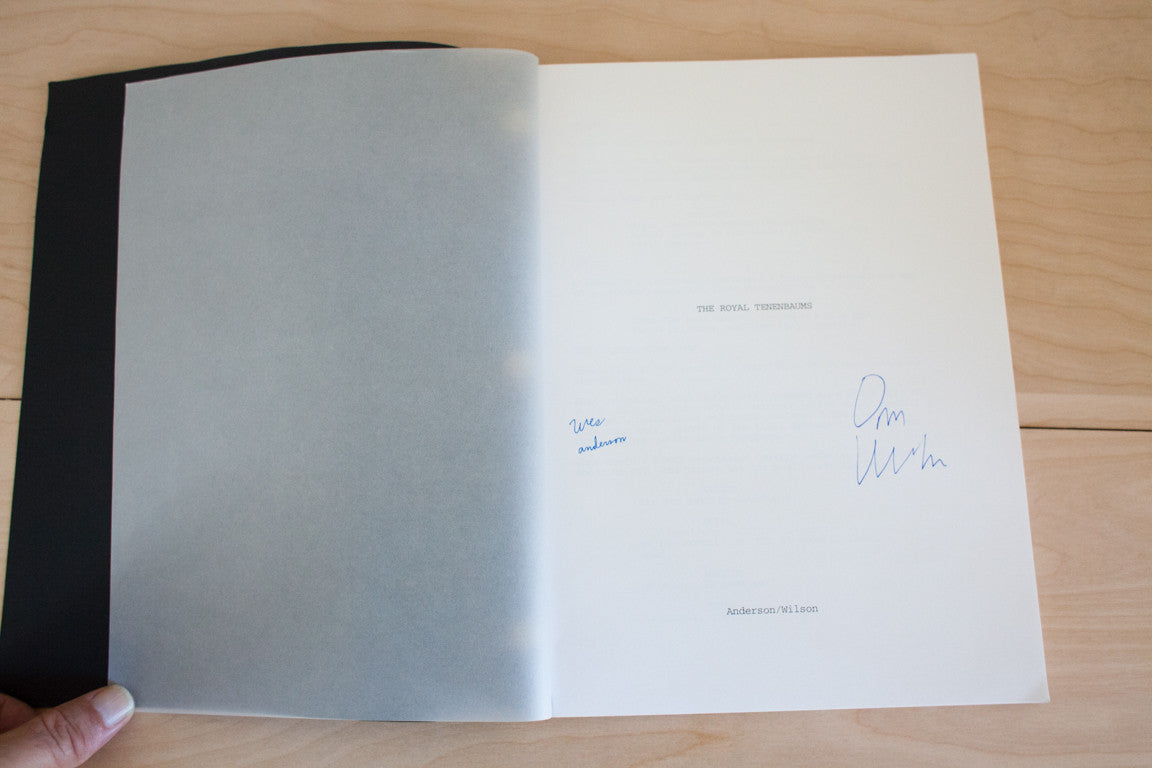 THE ROYAL TENENBAUMS
Wes
anderson
Anderson/Wilson